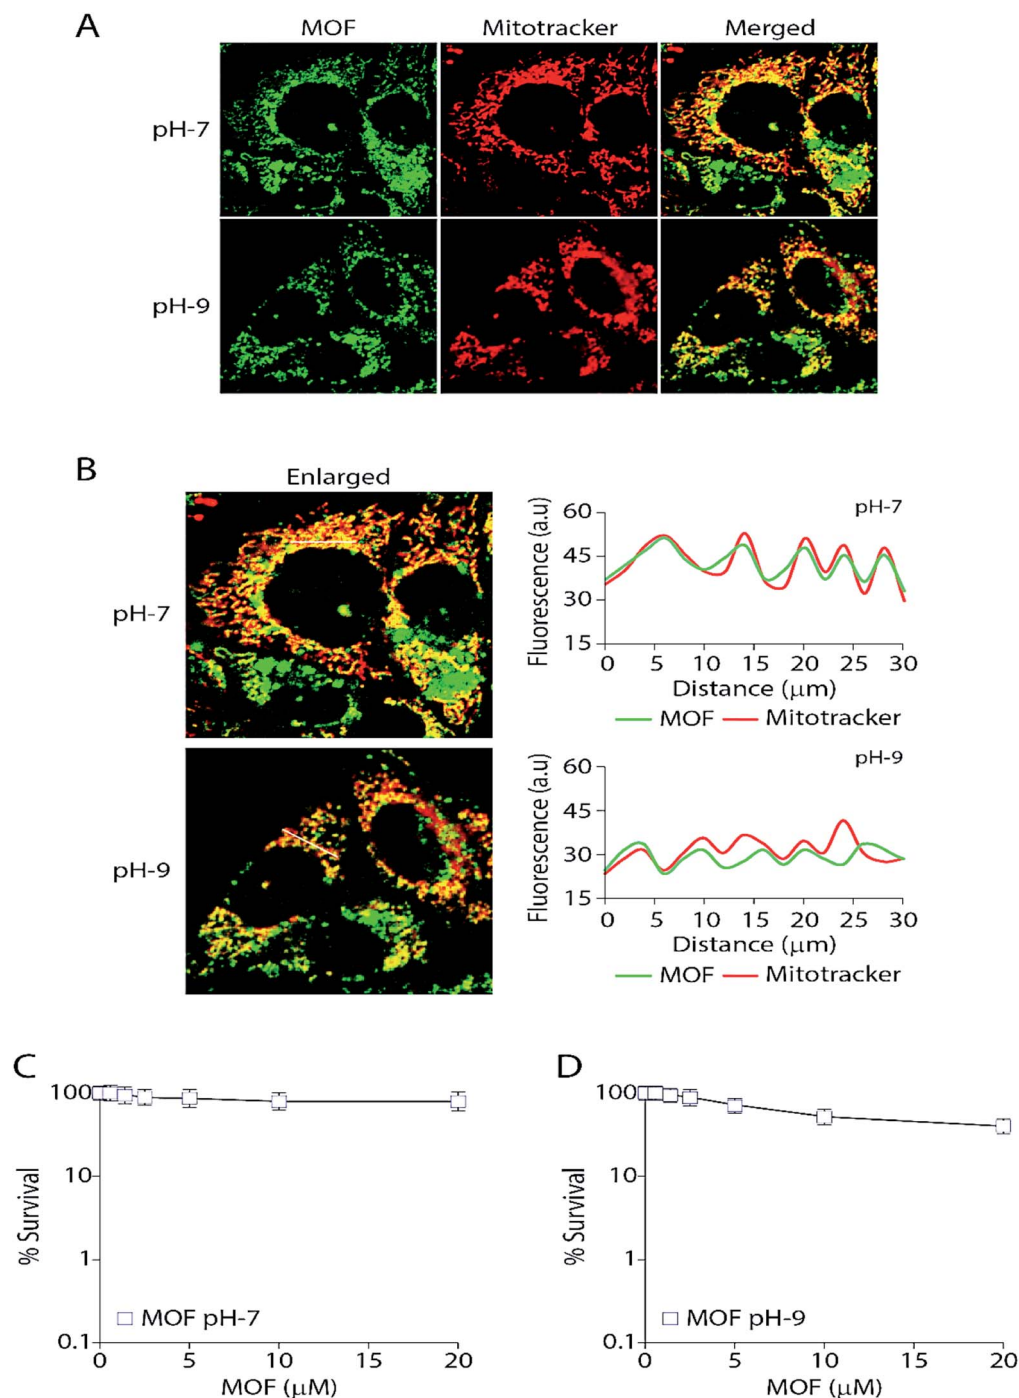 A
MOF Mitotracker Merged
pH-7
pH-9
B
Enlarged
pH-7
pH-9
pH-7
Fluorescence (a.u)
60
45
30
15
0 5 10 15 20 25 30
Distance (μm)
MOF Mitotracker
pH-9
Fluorescence (a.u)
60
45
30
15
0 5 10 15 20 25 30
Distance (μm)
MOF Mitotracker
C
% Survival
100
10
1
0.1
MOF pH-7
0 5 10 15 20
MOF (μM)
D
% Survival
100
10
1
0.1
MOF pH-9
0 5 10 15 20
MOF (μM)